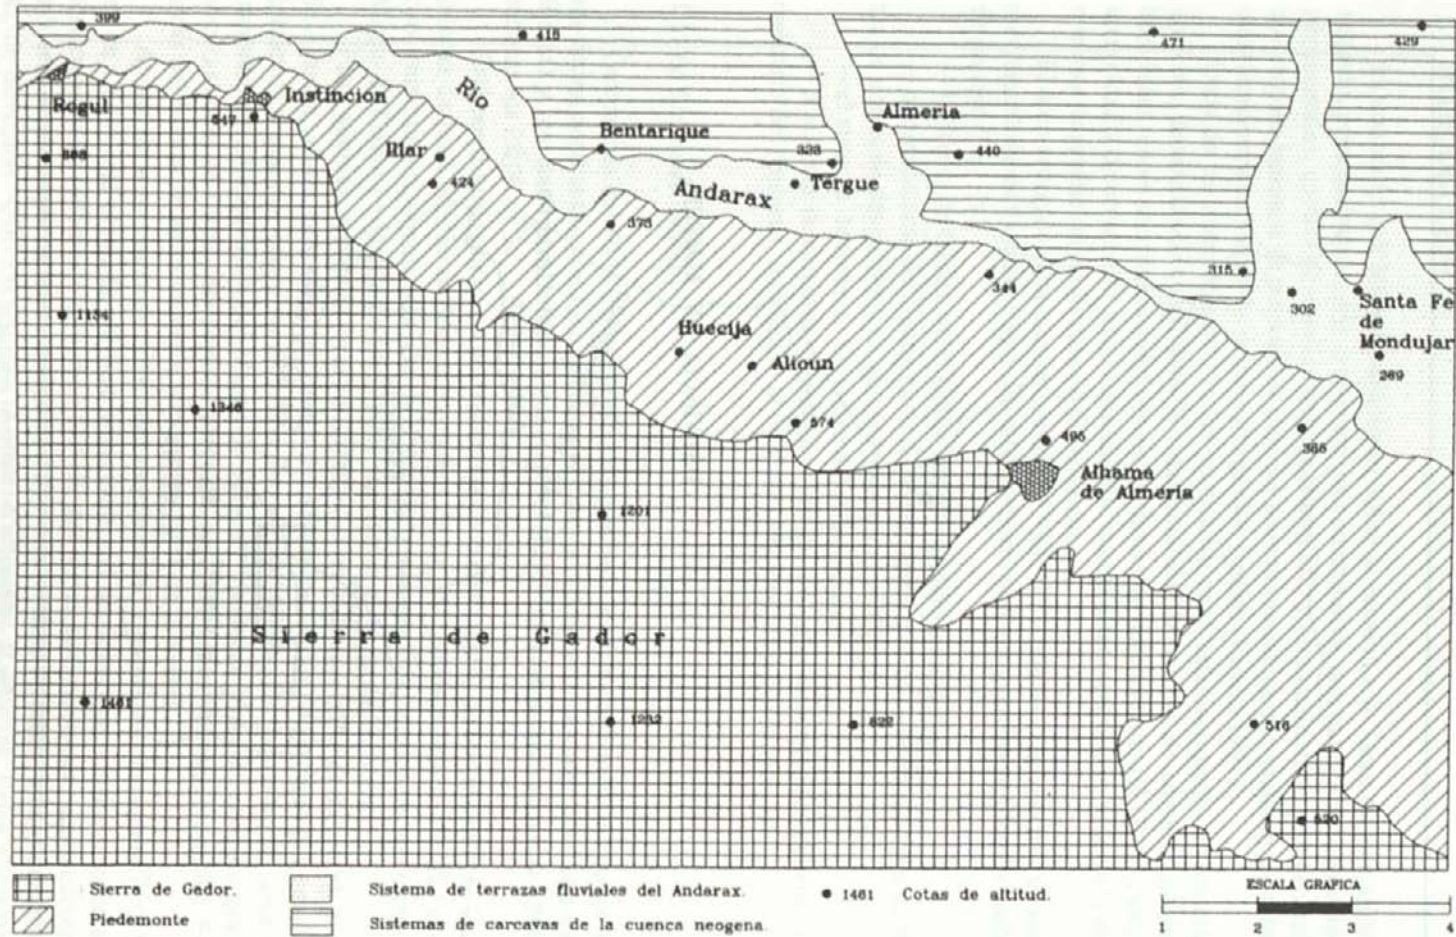 399
415
471
429
Rio
Rogul
Instincion
547
Almeria
Bentarique
Illar
323
440
424
Tergue
Andarax
373
315
344
302
Santa Fe
de
Mondujar
1134
Huecija
Alioun
269
1346
574
495
365
Alhama
de Almeria
1201
Sierra de Gador
1461
1232
822
516
520
Sierra de Gador.
Sistema de terrazas fluviales del Andarax.
1461 Cotas de altitud.
ESCALA GRAFICA
Piedemonte
Sistemas de carcavas de la cuenca neogena.
1 2 3 4